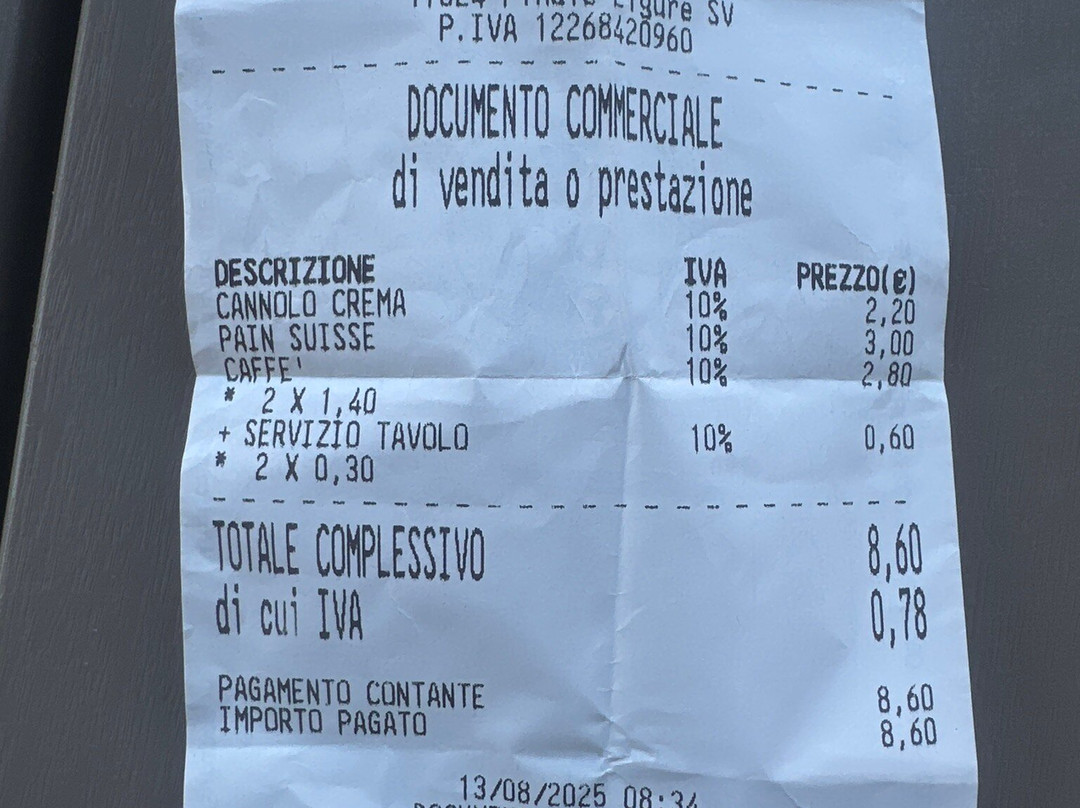 Ligure SV
P.IVA 12268420960
DOCUMENTO COMMERCIALE
di vendita o prestazione
DESCRIZIONE IVA PREZZO(€)
CANNOLO CREMA 10% 2,20
PAIN SUISSE 10% 3,00
CAFFE' 10% 2,80
* 2 X 1,40
+ SERVIZIO TAVOLO 10% 0,60
* 2 X 0,30
TOTALE COMPLESSIVO 8,60
di cui IVA 0,78
PAGAMENTO CONTANTE 8,60
IMPORTO PAGATO 8,60
13/08/2025 08:34